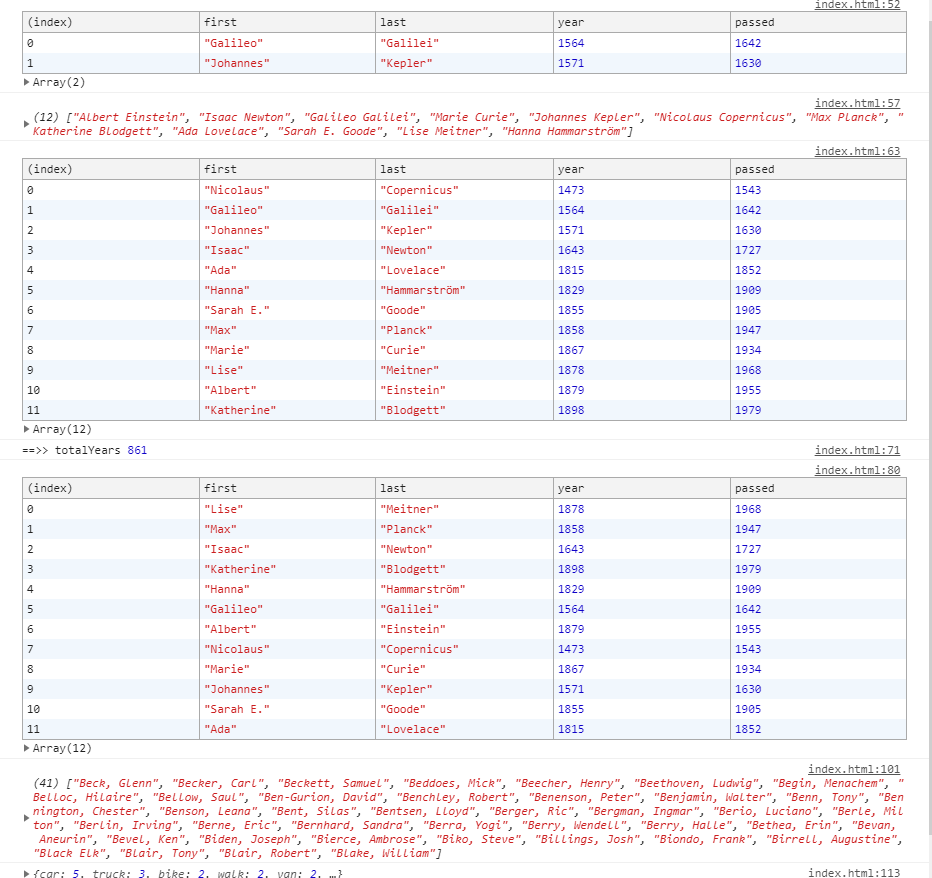 index.html:52
(index) first last year passed
0 "Galileo" "Galilei" 1564 1642
1 "Johannes" "Kepler" 1571 1630
Array(2)
index.html:57
(12) ["Albert Einstein", "Isaac Newton", "Galileo Galilei", "Marie Curie", "Johannes Kepler", "Nicolaus Copernicus", "Max Planck", "
Katherine Blodgett", "Ada Lovelace", "Sarah E. Goode", "Lise Meitner", "Hanna Hammarström"]
index.html:63
(index) first last year passed
0 "Nicolaus" "Copernicus" 1473 1543
1 "Galileo" "Galilei" 1564 1642
2 "Johannes" "Kepler" 1571 1630
3 "Isaac" "Newton" 1643 1727
4 "Ada" "Lovelace" 1815 1852
5 "Hanna" "Hammarström" 1829 1909
6 "Sarah E." "Goode" 1855 1905
7 "Max" "Planck" 1858 1947
8 "Marie" "Curie" 1867 1934
9 "Lise" "Meitner" 1878 1968
10 "Albert" "Einstein" 1879 1955
11 "Katherine" "Blodgett" 1898 1979
Array(12)
==>> totalYears 861 index.html:71
index.html:80
(index) first last year passed
0 "Lise" "Meitner" 1878 1968
1 "Max" "Planck" 1858 1947
2 "Isaac" "Newton" 1643 1727
3 "Katherine" "Blodgett" 1898 1979
4 "Hanna" "Hammarström" 1829 1909
5 "Galileo" "Galilei" 1564 1642
6 "Albert" "Einstein" 1879 1955
7 "Nicolaus" "Copernicus" 1473 1543
8 "Marie" "Curie" 1867 1934
9 "Johannes" "Kepler" 1571 1630
10 "Sarah E." "Goode" 1855 1905
11 "Ada" "Lovelace" 1815 1852
Array(12)
index.html:101
(41) ["Beck, Glenn", "Becker, Carl", "Beckett, Samuel", "Beddoes, Mick", "Beecher, Henry", "Beethoven, Ludwig", "Begin, Menachem", "
Belloc, Hilaire", "Bellow, Saul", "Ben-Gurion, David", "Benchley, Robert", "Benenson, Peter", "Benjamin, Walter", "Benn, Tony", "Ben
nington, Chester", "Benson, Leana", "Bent, Silas", "Bentsen, Lloyd", "Berger, Ric", "Bergman, Ingmar", "Berio, Luciano", "Berle, Mil
ton", "Berlin, Irving", "Berne, Eric", "Bernhard, Sandra", "Berra, Yogi", "Berry, Wendell", "Berry, Halle", "Bethea, Erin", "Bevan,
Aneurin", "Bevel, Ken", "Biden, Joseph", "Bierce, Ambrose", "Biko, Steve", "Billings, Josh", "Biondo, Frank", "Birrell, Augustine",
"Black Elk", "Blair, Tony", "Blair, Robert", "Blake, William"]
index.html:113
{car: 5, truck: 3, bike: 2, walk: 2, van: 2, …}